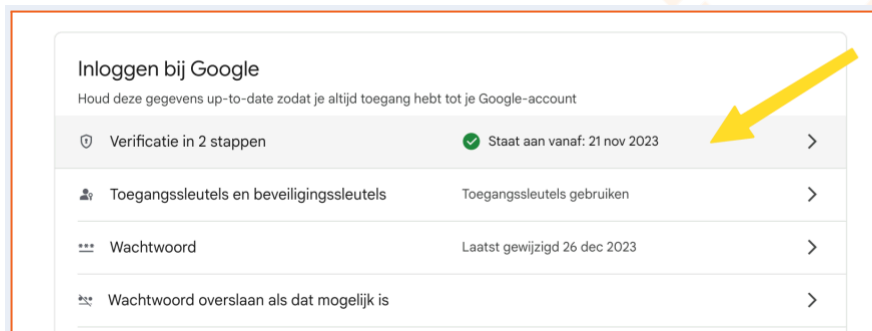 Inloggen bij Google
Houd deze gegevens up-to-date zodat je altijd toegang hebt tot je Google-account
Verificatie in 2 stappen Staat aan vanaf: 21 nov 2023
Toegangssleutels en beveiligingssleutels Toegangssleutels gebruiken
Wachtwoord Laatst gewijzigd 26 dec 2023
Wachtwoord overslaan als dat mogelijk is